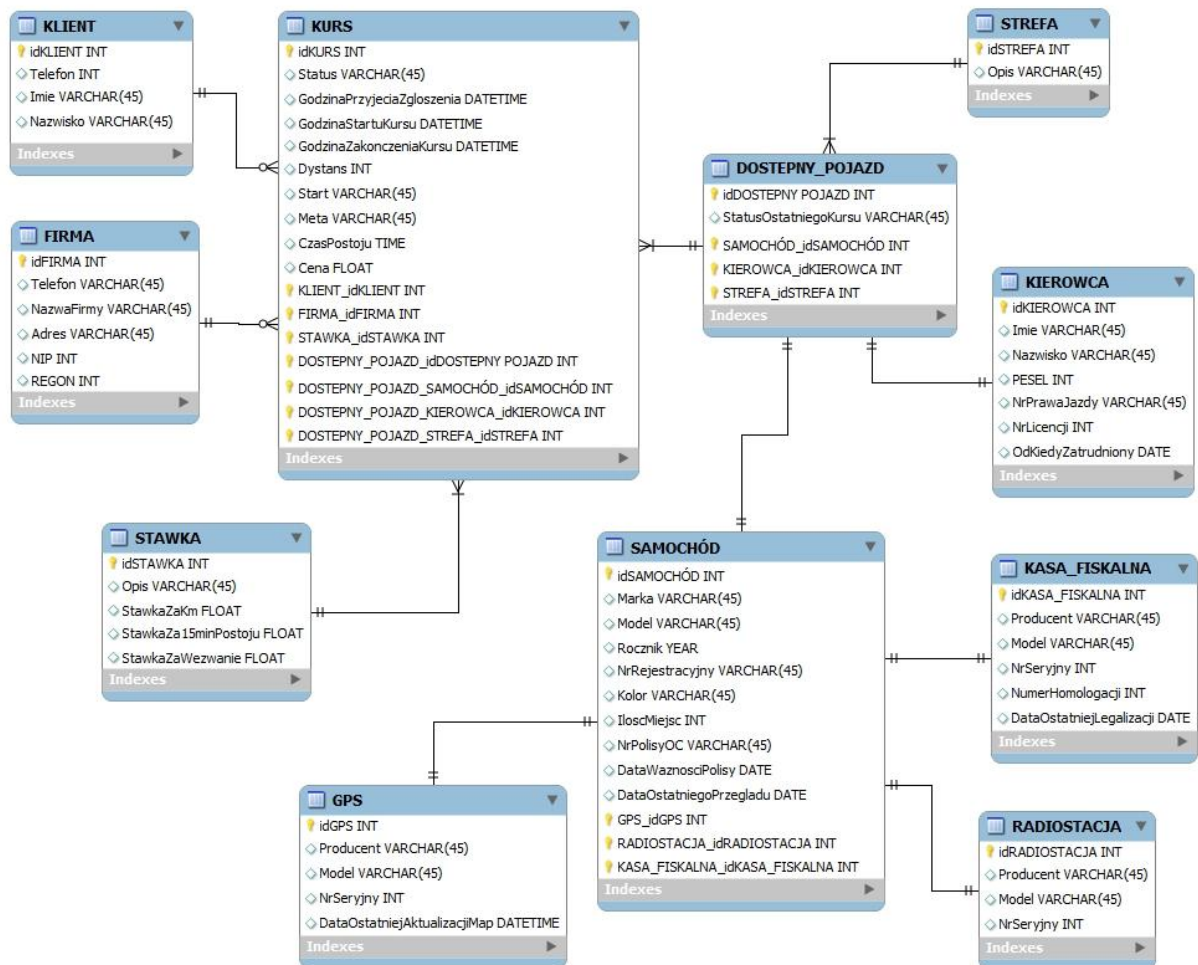 KLIENT
idKLIENT INT
Telefon INT
Imie VARCHAR(45)
Nazwisko VARCHAR(45)
Indexes
KURS
idKURS INT
Status VARCHAR(45)
GodzinaPrzyjeciaZgloszenia DATETIME
GodzinaStartuKursu DATETIME
GodzinaZakonczeniaKursu DATETIME
Dystans INT
Start VARCHAR(45)
Meta VARCHAR(45)
CzasPostoju TIME
Cena FLOAT
KLIENT_idKLIENT INT
FIRMA_idFIRMA INT
STAWKA_idSTAWKA INT
DOSTEPNY_POJAZD_idDOSTEPNY POJAZD INT
DOSTEPNY_POJAZD_SAMOCHÓD_idSAMOCHÓD INT
DOSTEPNY_POJAZD_KIEROWCA_idKIEROWCA INT
DOSTEPNY_POJAZD_STREFA_idSTREFA INT
Indexes
STREFA
idSTREFA INT
Opis VARCHAR(45)
Indexes
DOSTEPNY_POJAZD
idDOSTEPNY POJAZD INT
StatusOstatniegoKursu VARCHAR(45)
SAMOCHÓD_idSAMOCHÓD INT
KIEROWCA_idKIEROWCA INT
STREFA_idSTREFA INT
Indexes
FIRMA
idFIRMA INT
Telefon VARCHAR(45)
NazwaFirmy VARCHAR(45)
Adres VARCHAR(45)
NIP INT
REGON INT
Indexes
KIEROWCA
idKIEROWCA INT
Imie VARCHAR(45)
Nazwisko VARCHAR(45)
PESEL INT
NrPrawaJazdy VARCHAR(45)
NrLicencji INT
OdKiedyZatrudniony DATE
Indexes
STAWKA
idSTAWKA INT
Opis VARCHAR(45)
StawkaZaKm FLOAT
StawkaZa15minPostoju FLOAT
StawkaZaWezwanie FLOAT
Indexes
SAMOCHÓD
idSAMOCHÓD INT
Marka VARCHAR(45)
Model VARCHAR(45)
Rocznik YEAR
NrRejestracyjny VARCHAR(45)
Kolor VARCHAR(45)
IloscMiejsc INT
NrPolisyOC VARCHAR(45)
DataWaznosciPolisy DATE
DataOstatniegoPrzegladu DATE
GPS_idGPS INT
RADIOSTACJA_idRADIOSTACJA INT
KASA_FISKALNA_idKASA_FISKALNA INT
Indexes
KASA_FISKALNA
idKASA_FISKALNA INT
Producent VARCHAR(45)
Model VARCHAR(45)
NrSeryjny INT
NumerHomologacji INT
DataOstatniejLegalizacji DATE
Indexes
GPS
idGPS INT
Producent VARCHAR(45)
Model VARCHAR(45)
NrSeryjny INT
DataOstatniejAktualizacjiMap DATETIME
Indexes
RADIOSTACJA
idRADIOSTACJA INT
Producent VARCHAR(45)
Model VARCHAR(45)
NrSeryjny INT
Indexes